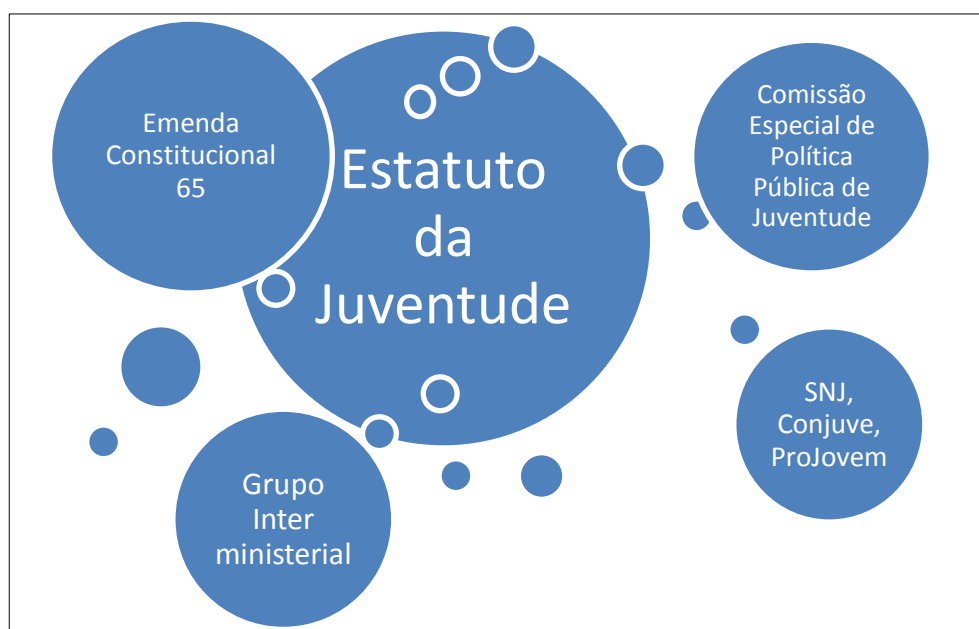 Emenda
Constitucional
65
Estatuto
da
Juventude
Comissão
Especial de
Política
Pública de
Juventude
SNJ,
Conjuve,
ProJovem
Grupo
Inter
ministerial